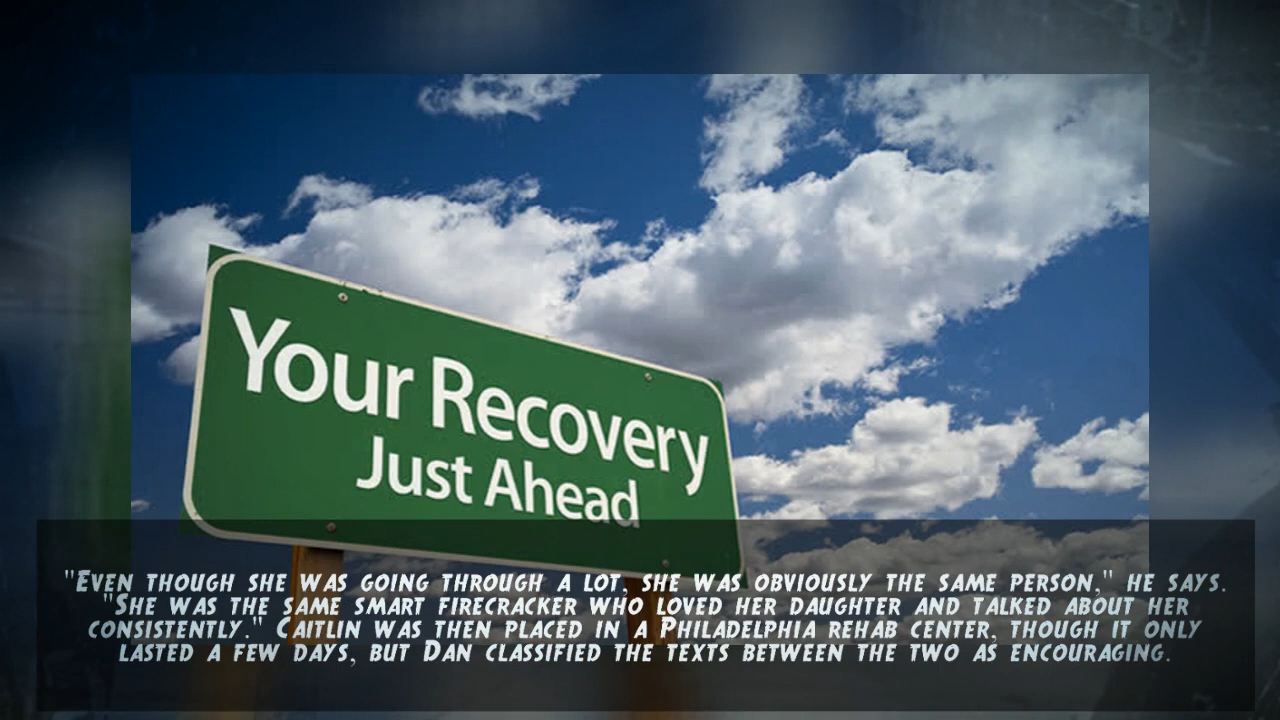 Your Recovery
Just Ahead
"Even though she was going through a lot, she was obviously the same person," he says.
"She was the same smart firecracker who loved her daughter and talked about her
consistently." Caitlin was then placed in a Philadelphia rehab center, though it only
lasted a few days, but Dan classified the texts between the two as encouraging.